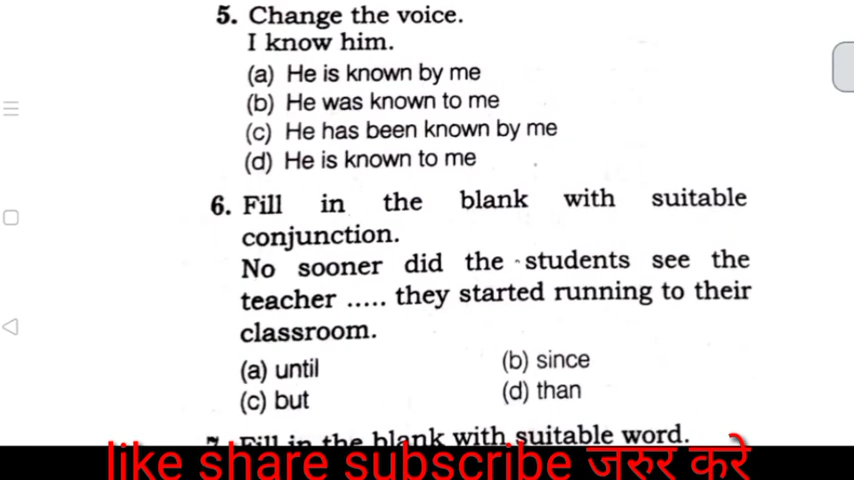 5. Change the voice.
I know him.
(a) He is known by me
(b) He was known to me
(c) He has been known by me
(d) He is known to me
6. Fill in the blank with suitable
conjunction.
No sooner did the students see the
teacher ..... they started running to their
classroom.
(a) until (b) since
(c) but (d) than
7. Fill in the blank with suitable word.
like share subscribe जरुर करे